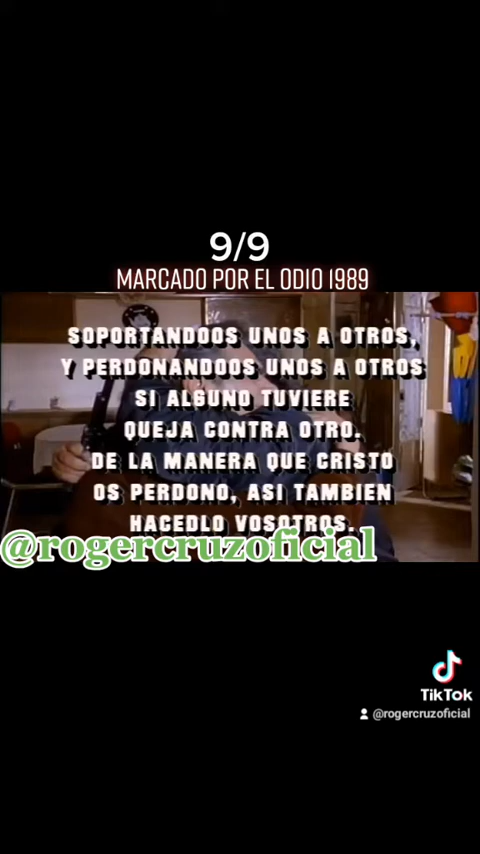 9/9
MARCADO POR EL ODIO 1989
SOPORTANDOOS UNOS A OTROS,
Y PERDONANDOOS UNOS A OTROS
SI ALGUNO TUVIERE
QUEJA CONTRA OTRO.
DE LA MANERA QUE CRISTO
OS PERDONO, ASI TAMBIEN
HACEDLO VOSOTROS.
@rogercruzoficial
TikTok
@rogercruzoficial